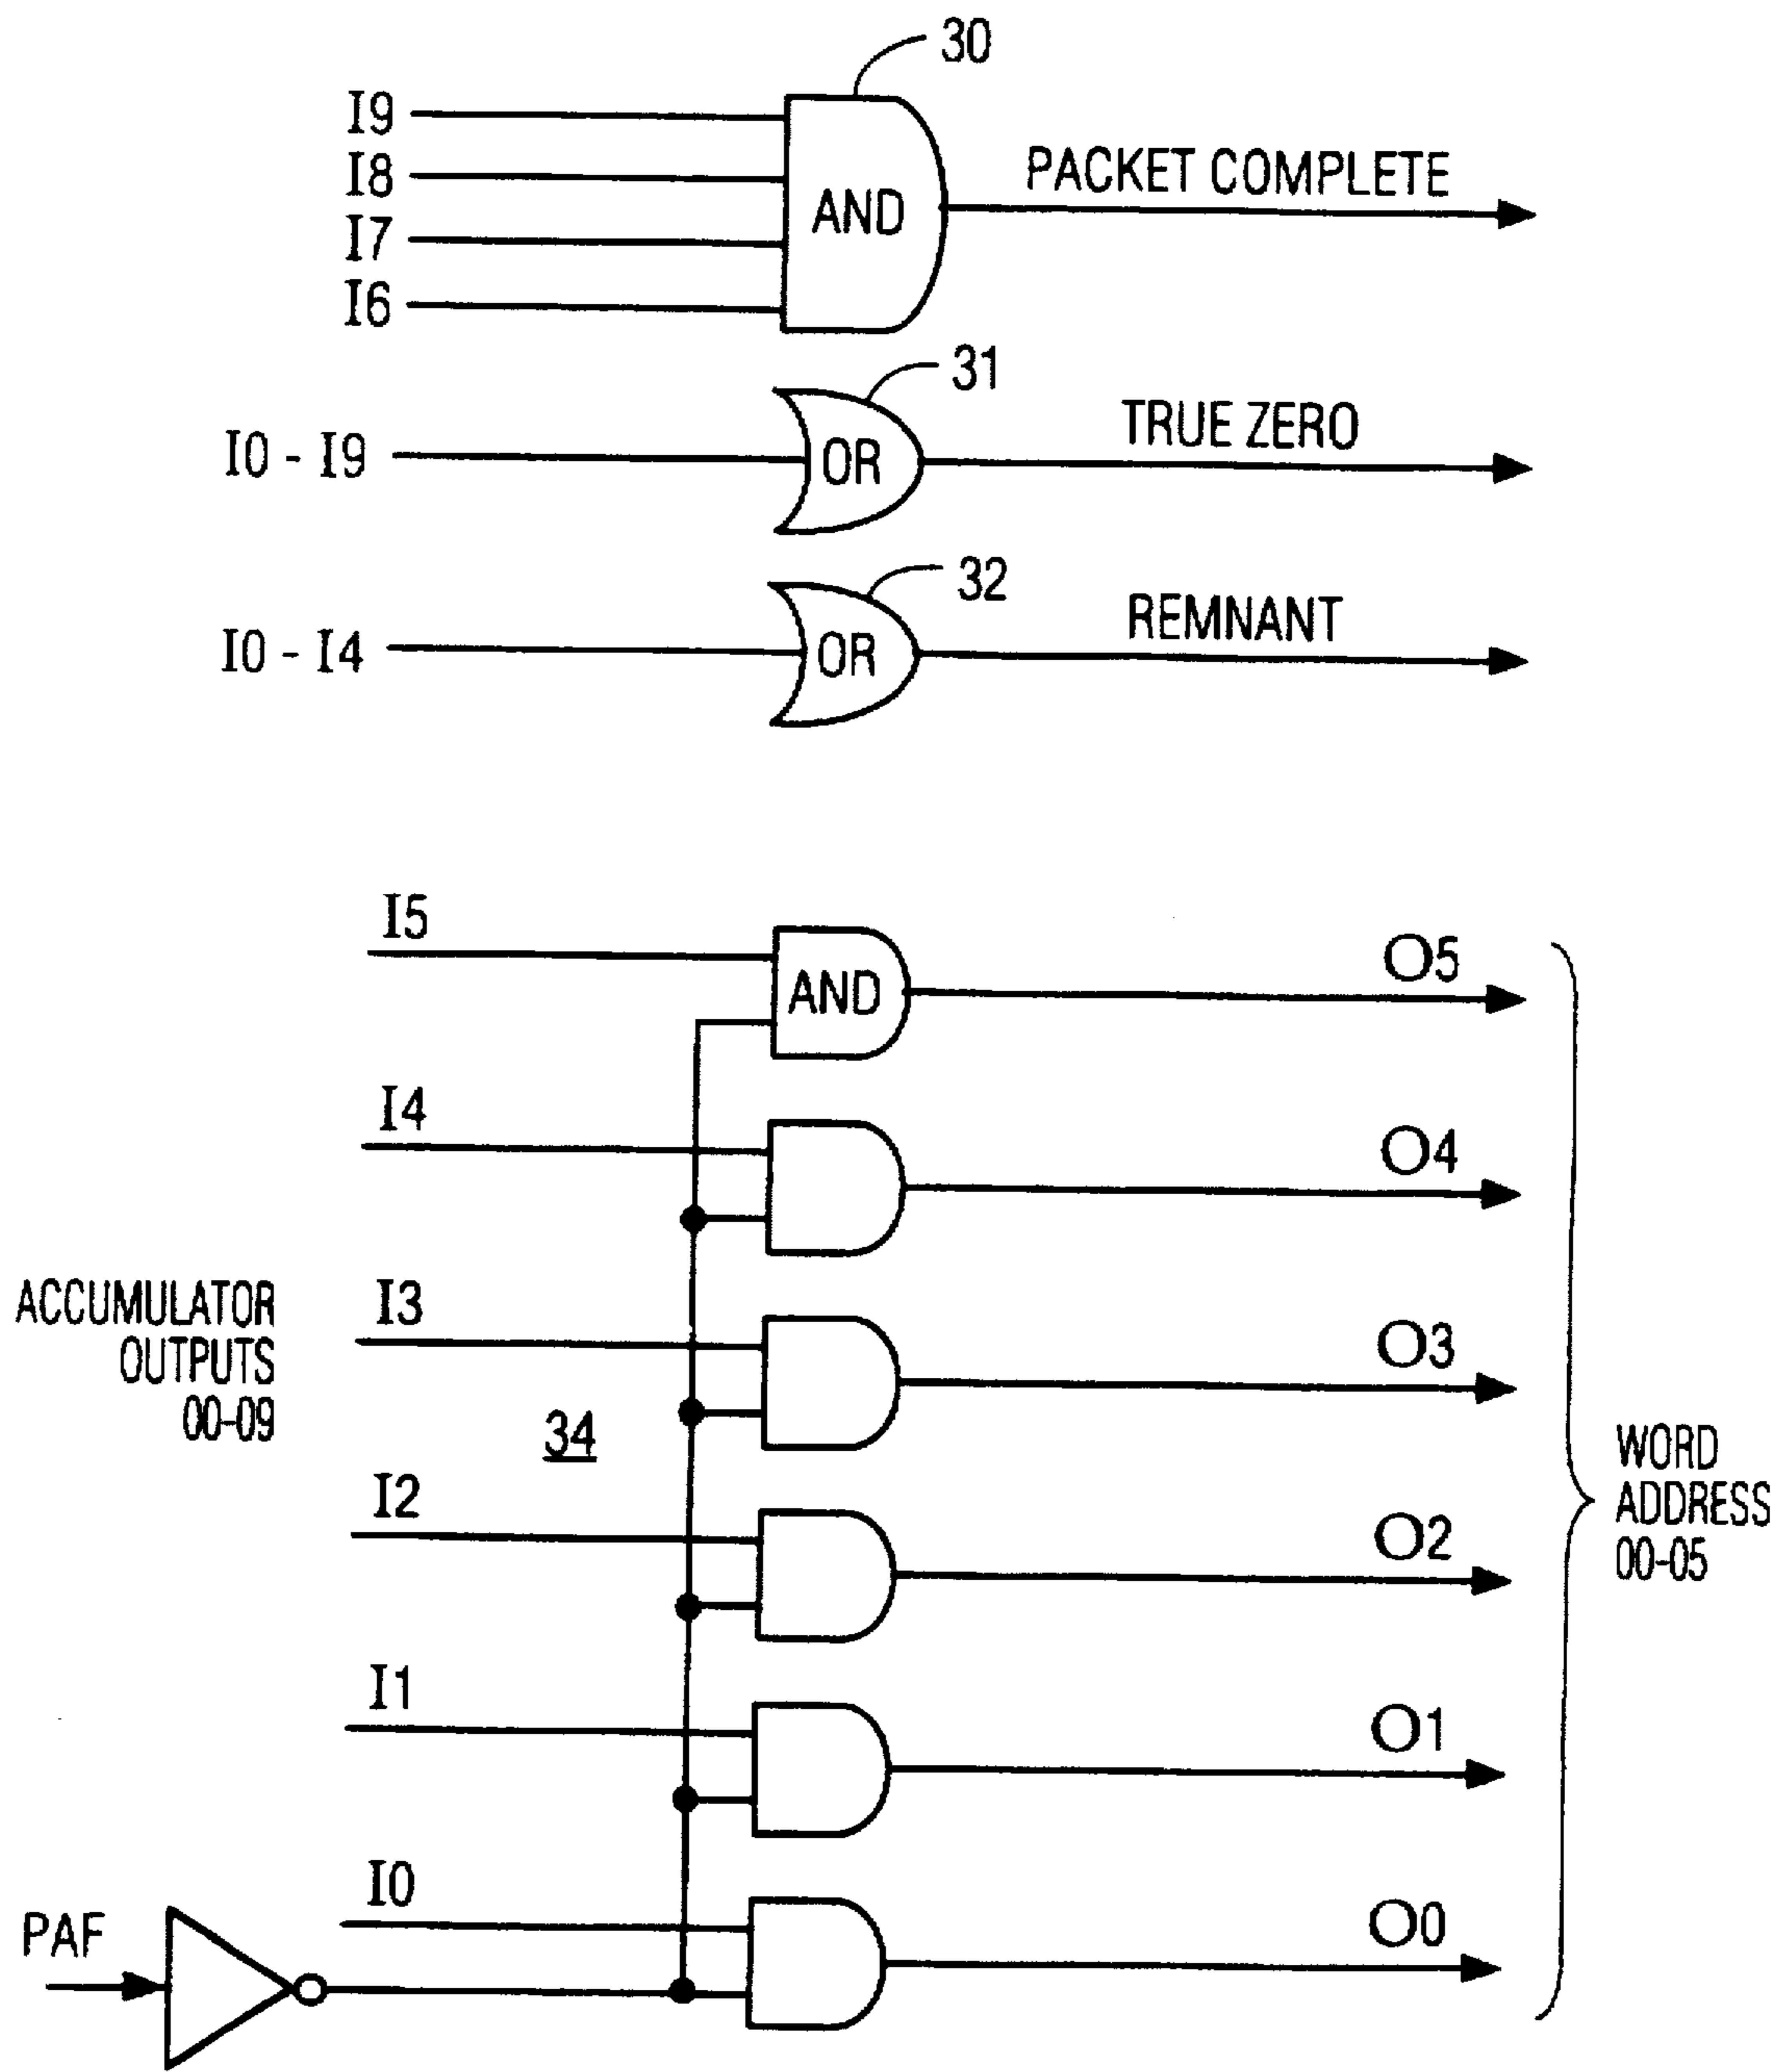 30
I9
I8
I7
I6
AND
PACKET COMPLETE
31
I0 - I9
OR
TRUE ZERO
32
I0 - I4
OR
REMNANT
I5
AND
O5
I4
O4
ACCUMULATOR
OUTPUTS
00-09
I3
O3
34
WORD
ADDRESS
00-05
I2
O2
I1
O1
I0
O0
PAF